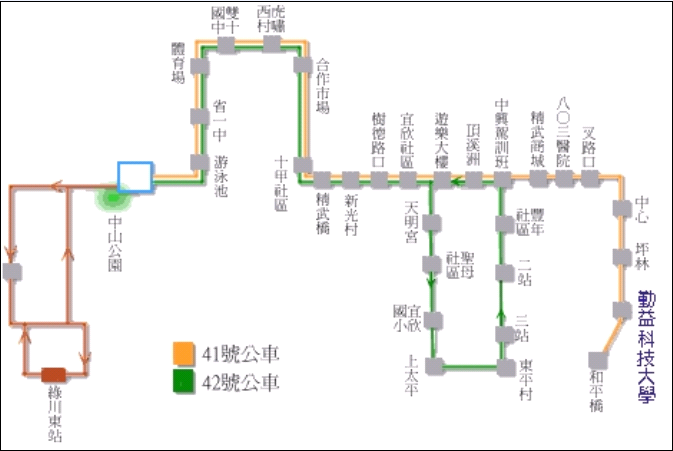 雙十
國中
虎嘯
西村
體育場
合作市場
省一中
游泳池
十甲社區
精武橋
新光村
樹德路口
宜欣社區
遊樂大樓
頂溪洲
中興駕訓班
精武商城
八〇三醫院
叉路口
中心
坪林
勤益科技大學
和平橋
天明宮
聖母
社區
宜欣
國小
上太平
豐年
社區
二站
三站
東平村
中山公園
綠川東站
41號公車
42號公車